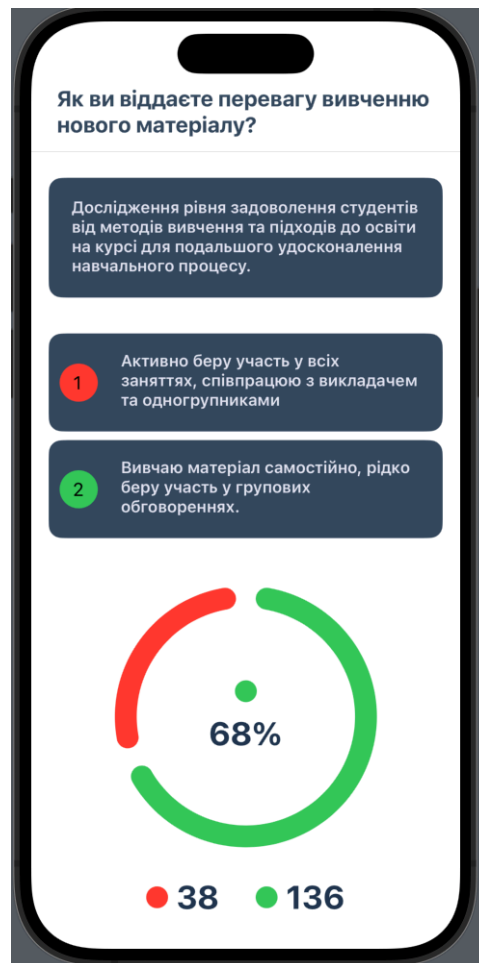 Як ви віддаєте перевагу вивченню
нового матеріалу?
Дослідження рівня задоволення студентів
від методів вивчення та підходів до освіти
на курсі для подальшого удосконалення
навчального процесу.
1
Активно беру участь у всіх
заняттях, співпрацюю з викладачем
та одногрупниками
2
Вивчаю матеріал самостійно, рідко
беру участь у групових
обговореннях.
68%
38
136